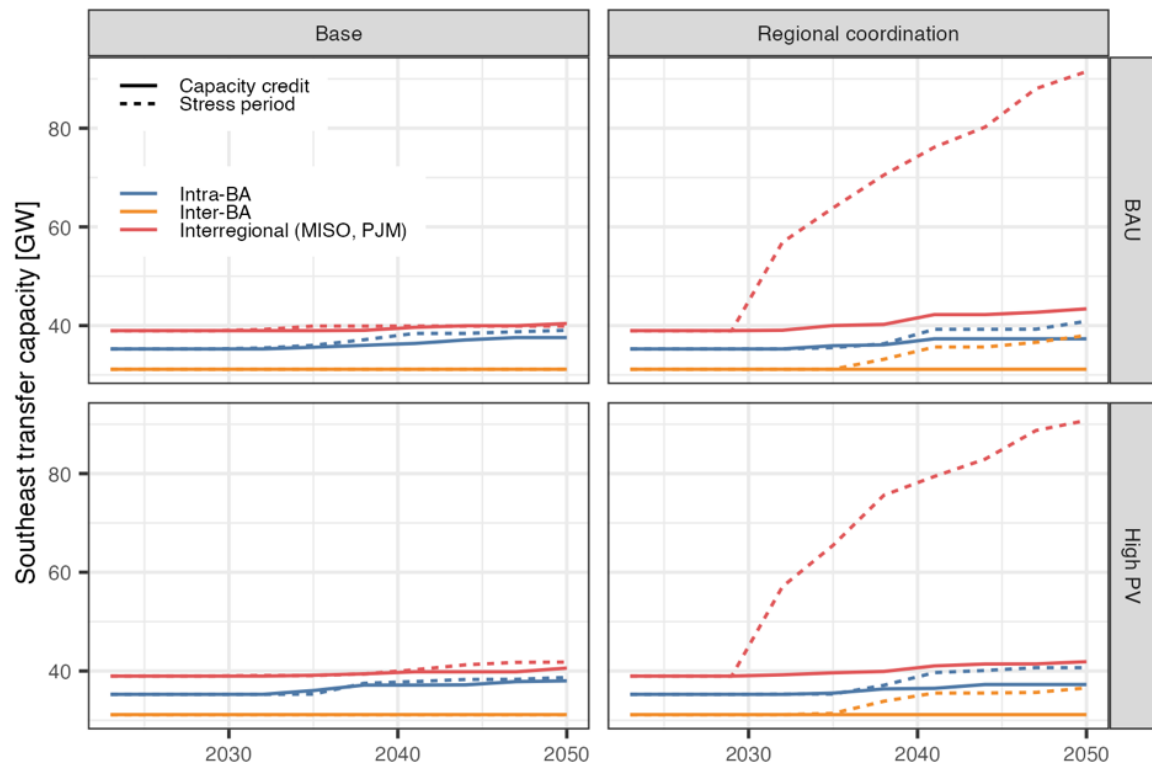 Base
Regional coordination
Capacity credit
Stress period
Intra-BA
Inter-BA
Interregional (MISO, PJM)
Southeast transfer capacity [GW]
80
60
40
BAU
80
60
40
High PV
2030
2040
2050
2030
2040
2050